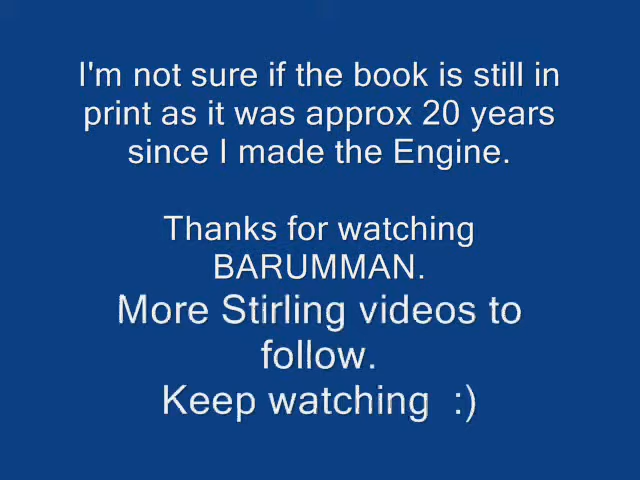 I'm not sure if the book is still in
print as it was approx 20 years
since I made the Engine.
Thanks for watching
BARUMMAN.
More Stirling videos to
follow.
Keep watching  :)